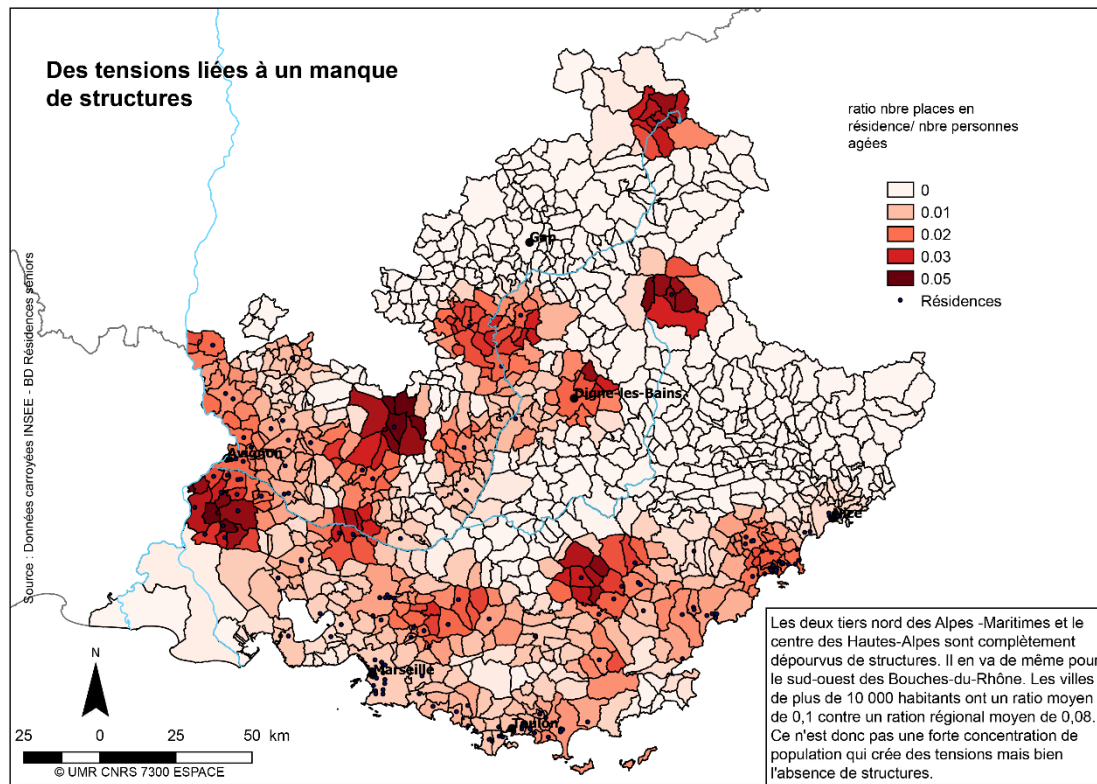 Des tensions liées à un manque
de structures
ratio nbre places en
résidence/ nbre personnes
agées
0
0.01
0.02
0.03
0.05
Résidences
Gap
Digne-les-Bains
Avignon
Nice
Marseille
Toulon
Source : Données carroyées INSEE - BD Résidences séniors
N
25 0 25 50 km
© UMR CNRS 7300 ESPACE
Les deux tiers nord des Alpes -Maritimes et le
centre des Hautes-Alpes sont complètement
dépourvus de structures. Il en va de même pour
le sud-ouest des Bouches-du-Rhône. Les villes
de plus de 10 000 habitants ont un ratio moyen
de 0,1 contre un ration régional moyen de 0,08.
Ce n'est donc pas une forte concentration de
population qui crée des tensions mais bien
l'absence de structures.